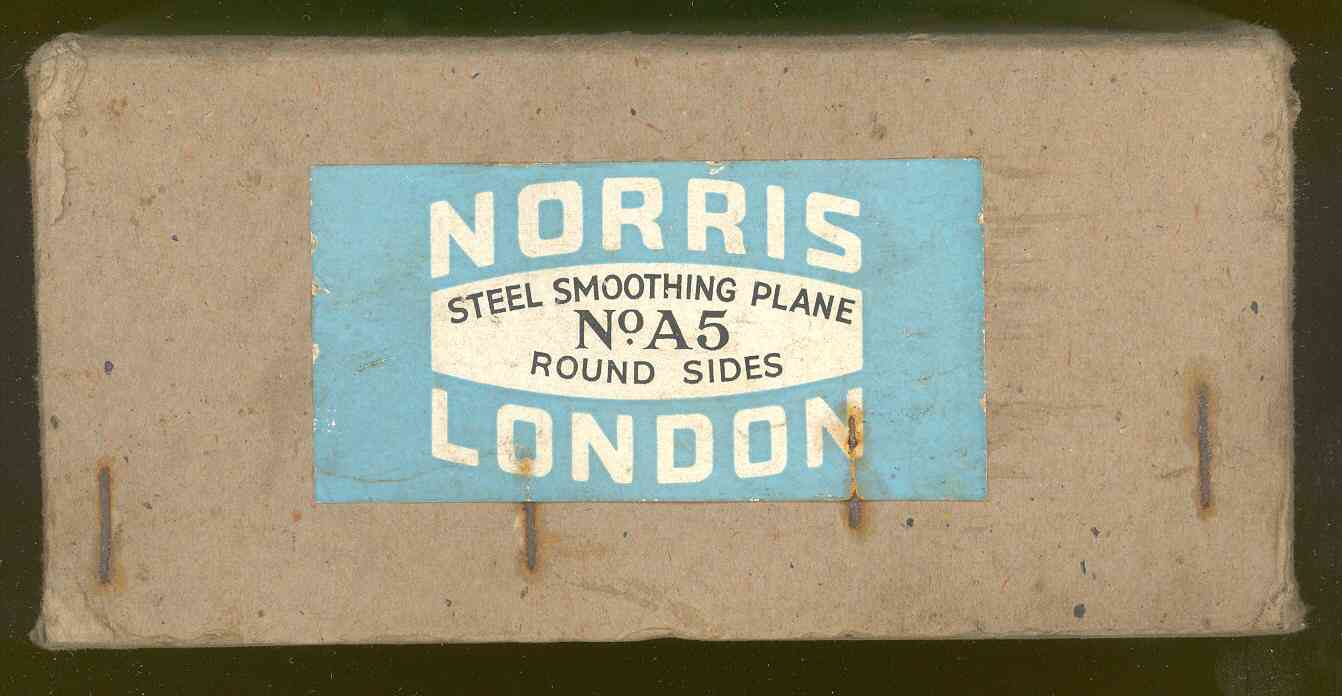 NORRIS
STEEL SMOOTHING PLANE
Nº A5
ROUND SIDES
LONDON